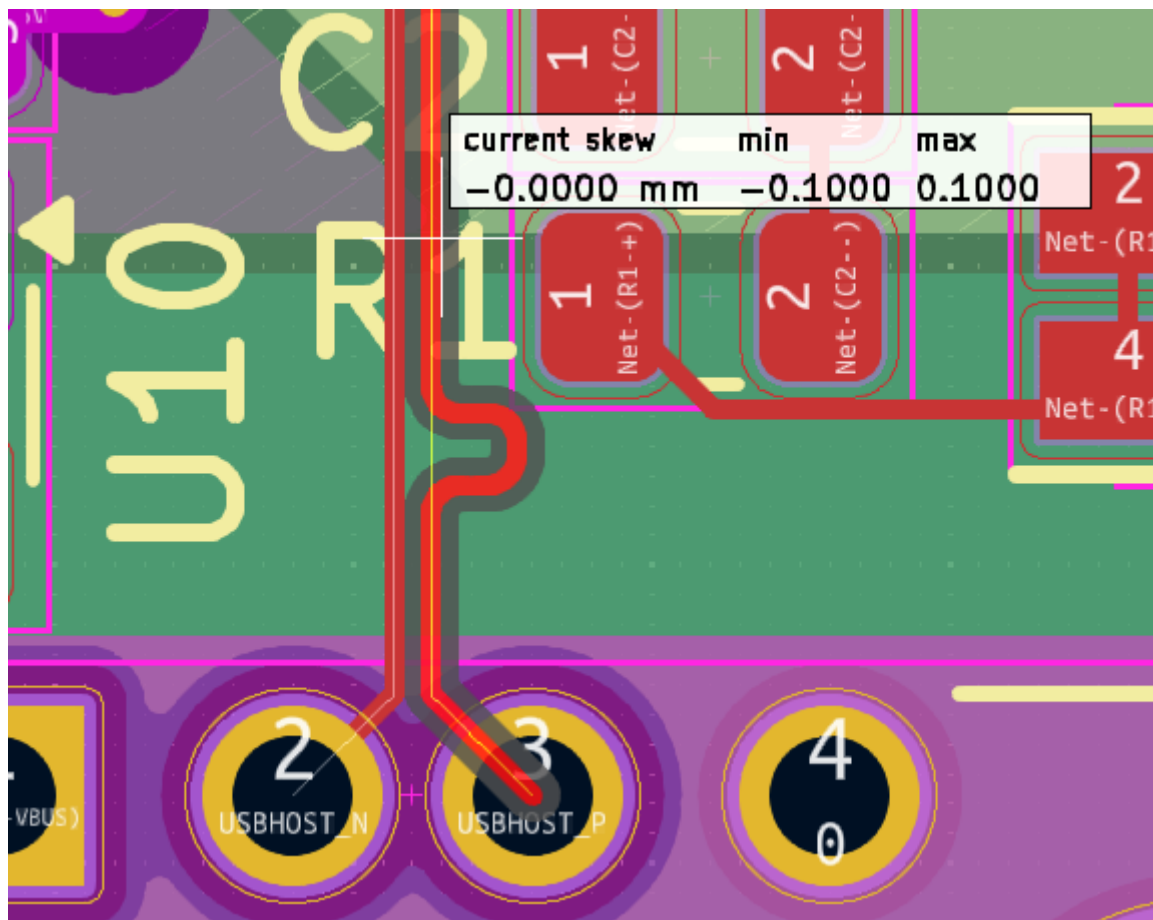 C2
1
Net-(C2-
2
Net-(C2-
current skew min max
-0.0000 mm -0.1000 0.1000
U10
R1
1
Net-(R1-+)
2
Net-(C2--)
2
Net-(R1
4
Net-(R1
-VBUS)
2
USBHOST_N
3
USBHOST_P
4
0